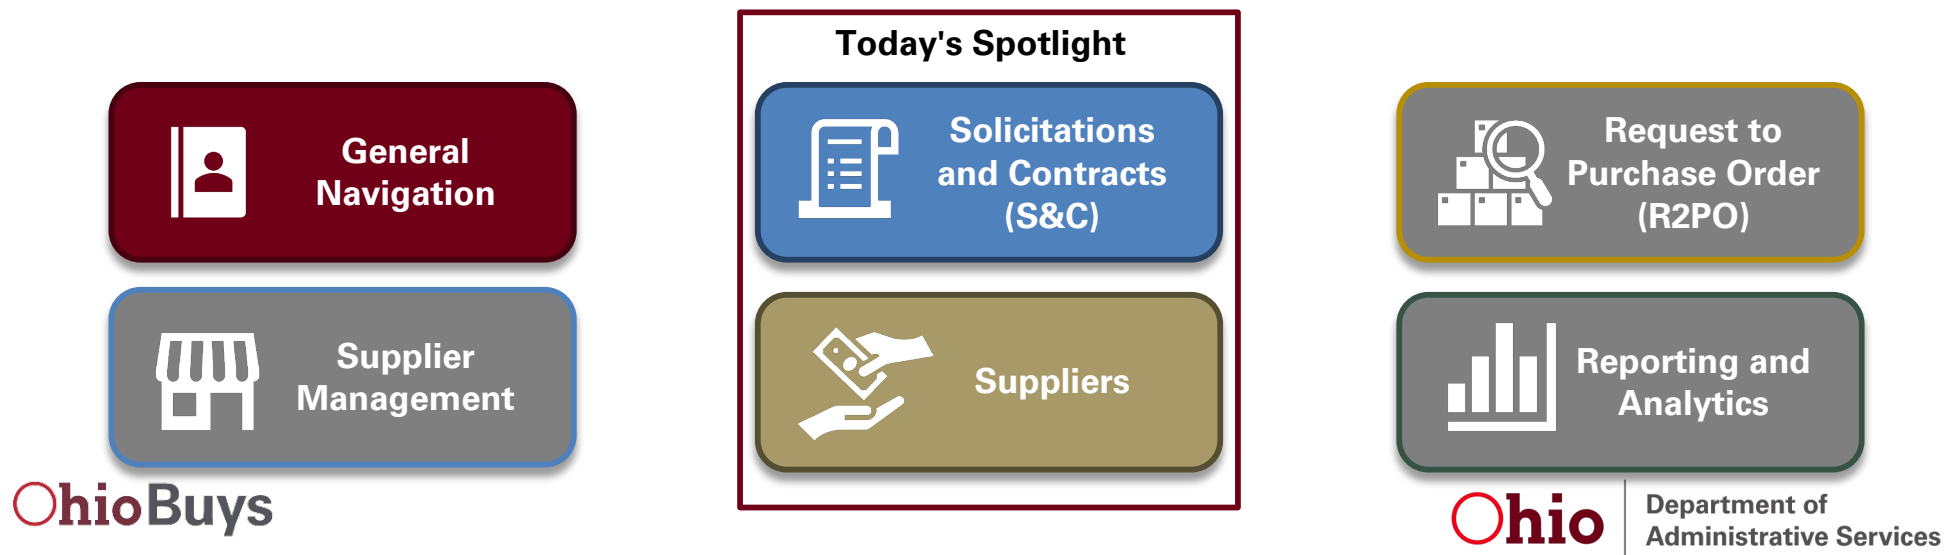 Today's Spotlight
General
Navigation
Solicitations
and Contracts
(S&C)
Request to
Purchase Order
(R2PO)
Supplier
Management
Suppliers
Reporting and
Analytics
OhioBuys
Ohio
Department of
Administrative Services